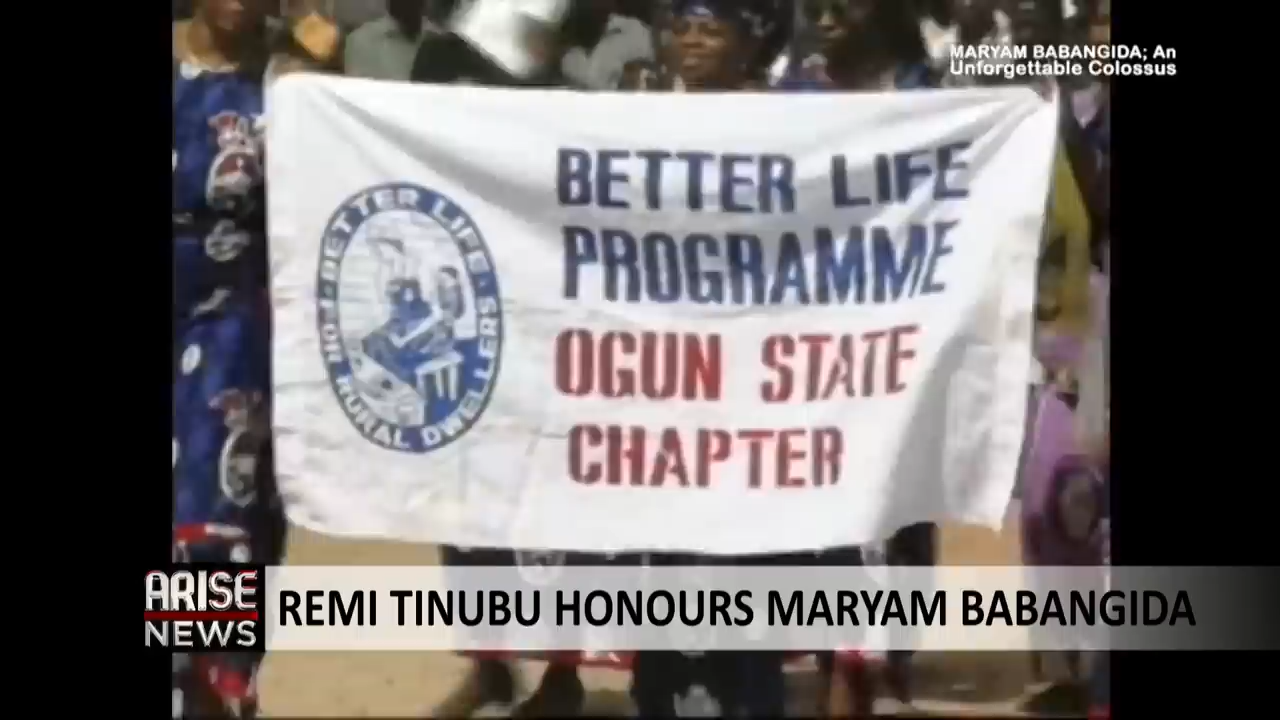 MARYAM BABANGIDA; An
Unforgettable Colossus
BETTER LIFE
PROGRAMME
OGUN STATE
CHAPTER
BETTER LIFE
FOR RURAL DWELLERS
ARISE
NEWS
REMI TINUBU HONOURS MARYAM BABANGIDA